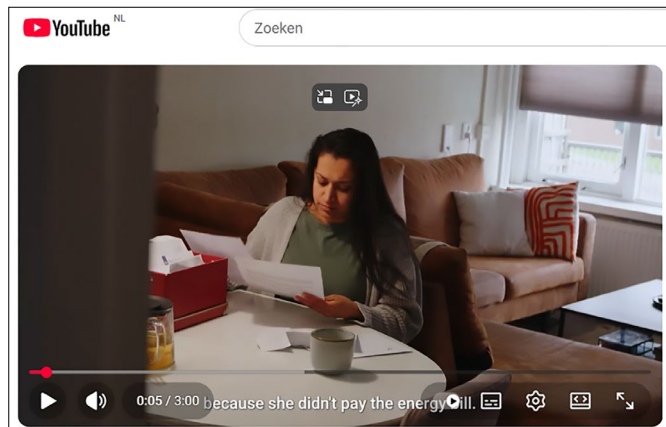 YouTube NL
Zoeken
0:05 / 3:00
because she didn't pay the energy bill.